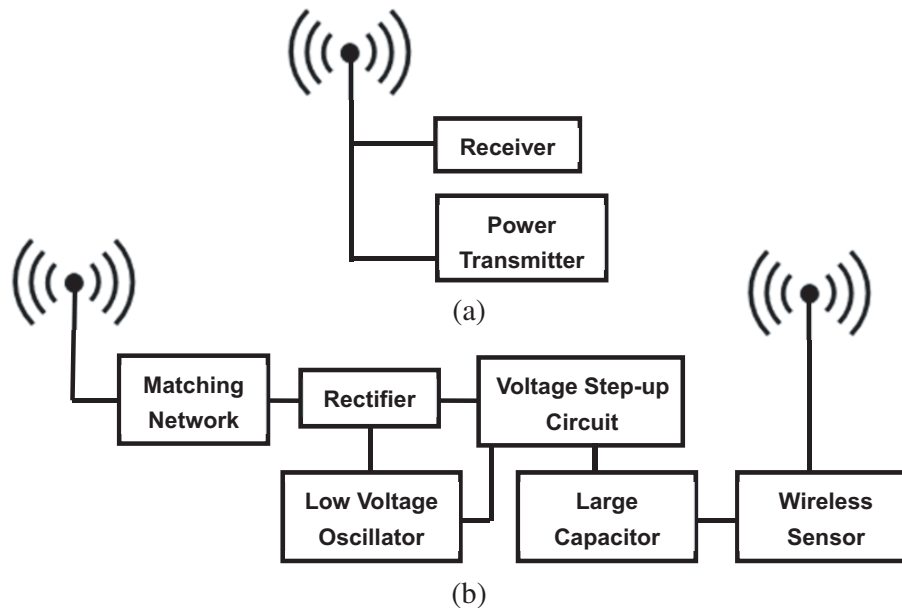 Receiver
Power
Transmitter
(a)
Matching
Network
Rectifier
Voltage Step-up
Circuit
Low Voltage
Oscillator
Large
Capacitor
Wireless
Sensor
(b)